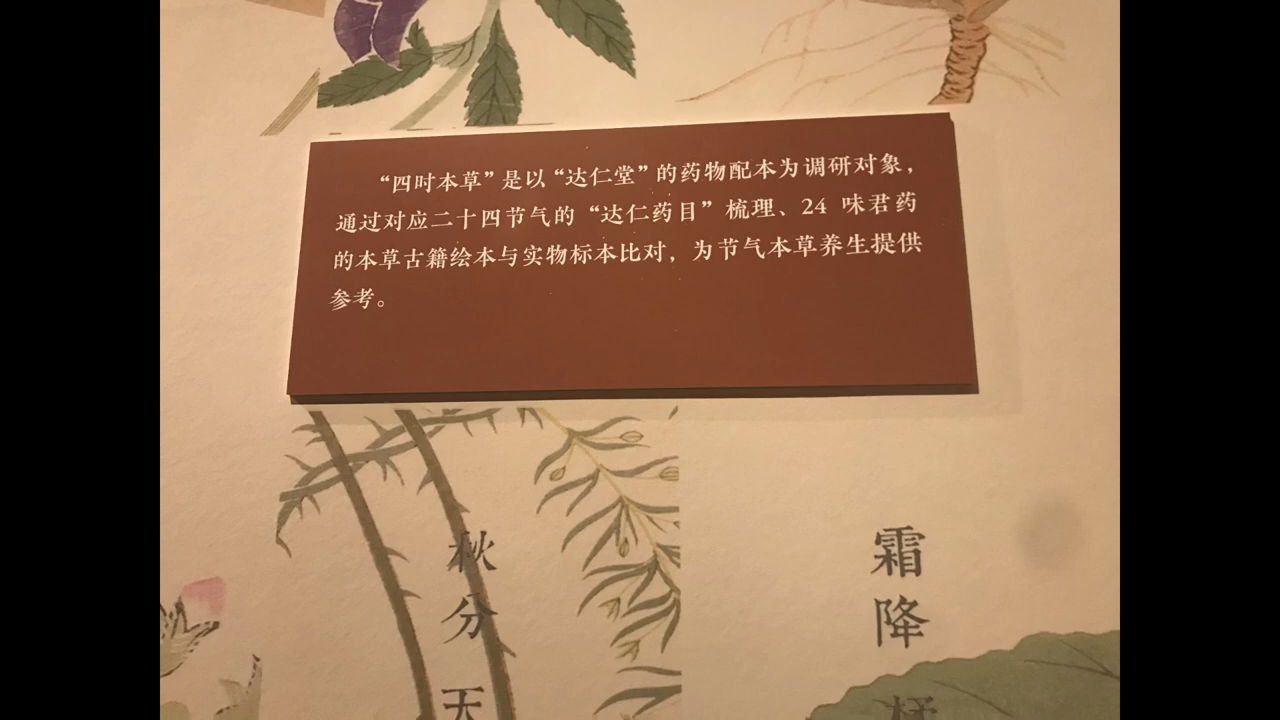 “四时本草”是以“达仁堂”的药物配本为调研对象，
通过对应二十四节气的“达仁药目”梳理、24 味君药
的本草古籍绘本与实物标本比对，为节气本草养生提供
参考。
秋分 天
霜降